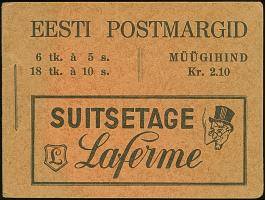 EESTI POSTMARGID
6 tk. à 5 s.
18 tk. à 10 s.
MÜÜGIHIND
Kr. 2.10
SUITSETAGE
L Laferme